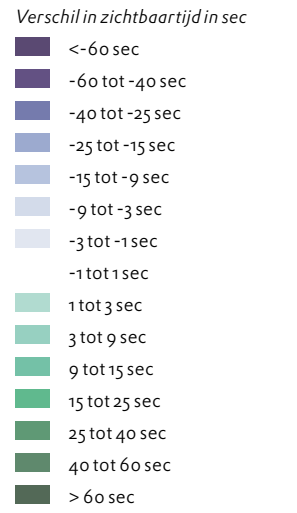 Verschil in zichtbaartijd in sec
<-60 sec
-60 tot -40 sec
-40 tot -25 sec
-25 tot -15 sec
-15 tot -9 sec
-9 tot -3 sec
-3 tot -1 sec
-1 tot 1 sec
1 tot 3 sec
3 tot 9 sec
9 tot 15 sec
15 tot 25 sec
25 tot 40 sec
40 tot 60 sec
> 60 sec